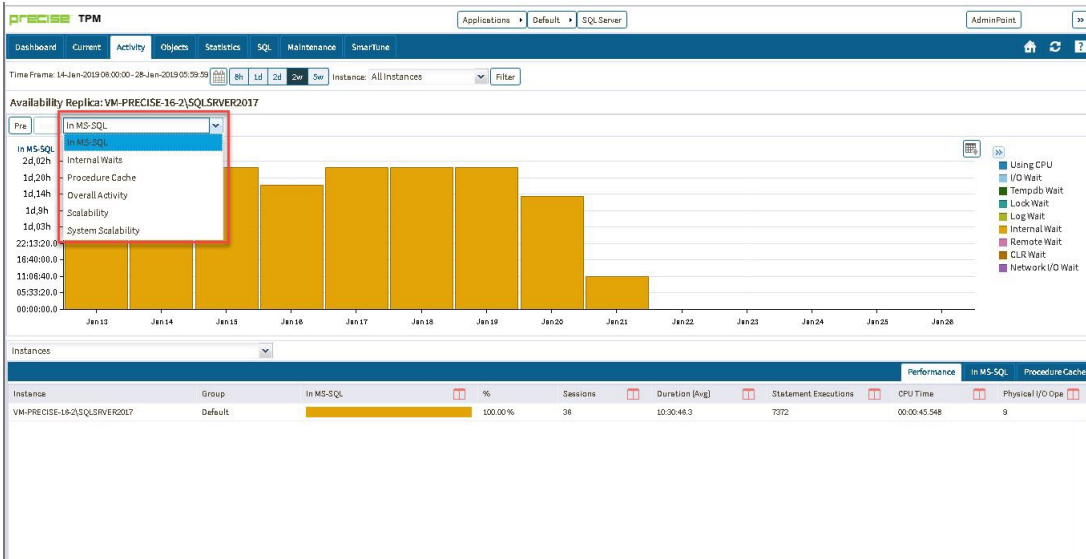 precise TPM
Applications Default SQL Server
AdminPoint »
Dashboard Current Activity Objects Statistics SQL Maintenance SmarTune ?
Time Frame: 14-Jan-2019 06:00:00 - 28-Jan-2019 05:59:59 8h 1d 2d 2w 5w Instance: All Instances Filter
Availability Replica: VM-PRECISE-16-2\SQLSRVER2017
Pre In MS-SQL
In MS-SQL
Internal Waits
Procedure Cache
Overall Activity
Scalability
System Scalability
In MS-SQL
2d,02h
1d,20h
1d,14h
1d,9h
1d,03h
22:13:20.0
16:40:00.0
11:06:40.0
05:33:20.0
00:00:00.0
Jan 13 Jan 14 Jan 15 Jan 16 Jan 17 Jan 18 Jan 19 Jan 20 Jan 21 Jan 22 Jan 23 Jan 24 Jan 25 Jan 26
»
Using CPU
I/O Wait
Tempdb Wait
Lock Wait
Log Wait
Internal Wait
Remote Wait
CLR Wait
Network I/O Wait
Instances
Performance In MS-SQL Procedure Cache
Instance Group In MS-SQL % Sessions Duration (Avg) Statement Executions CPU Time Physical I/O Ope
VM-PRECISE-16-2\SQLSRVER2017 Default 100.00 % 36 10:30:46.3 7372 00:00:45.548 9